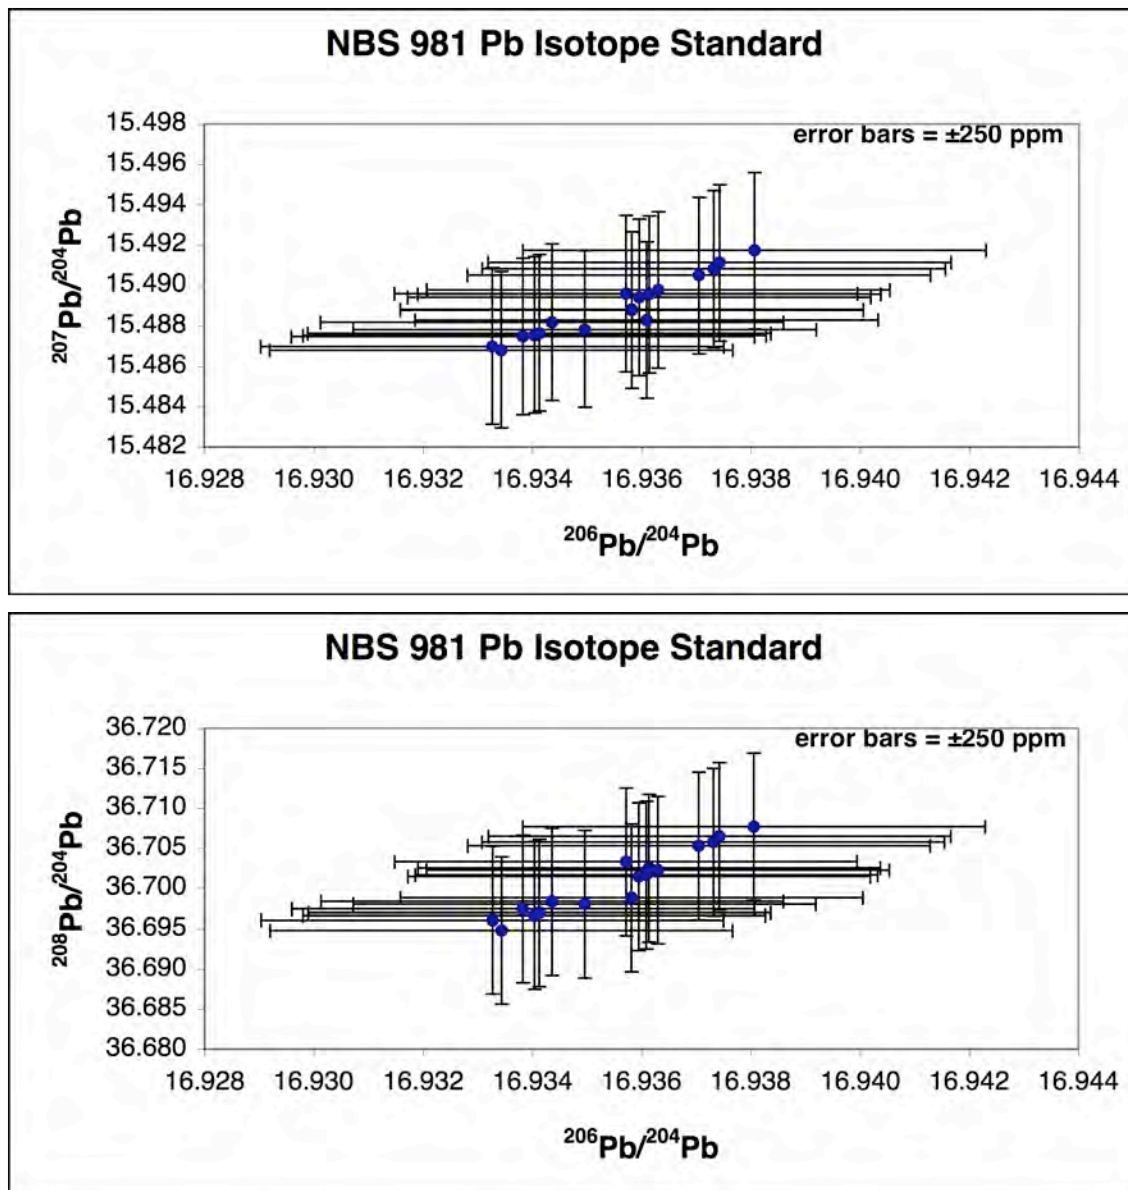 NBS 981 Pb Isotope Standard
error bars = ±250 ppm
15.498
15.496
15.494
15.492
15.490
15.488
15.486
15.484
15.482
²⁰⁷Pb/²⁰⁴Pb
16.928 16.930 16.932 16.934 16.936 16.938 16.940 16.942 16.944
²⁰⁶Pb/²⁰⁴Pb
NBS 981 Pb Isotope Standard
error bars = ±250 ppm
36.720
36.715
36.710
36.705
36.700
36.695
36.690
36.685
36.680
²⁰⁸Pb/²⁰⁴Pb
16.928 16.930 16.932 16.934 16.936 16.938 16.940 16.942 16.944
²⁰⁶Pb/²⁰⁴Pb